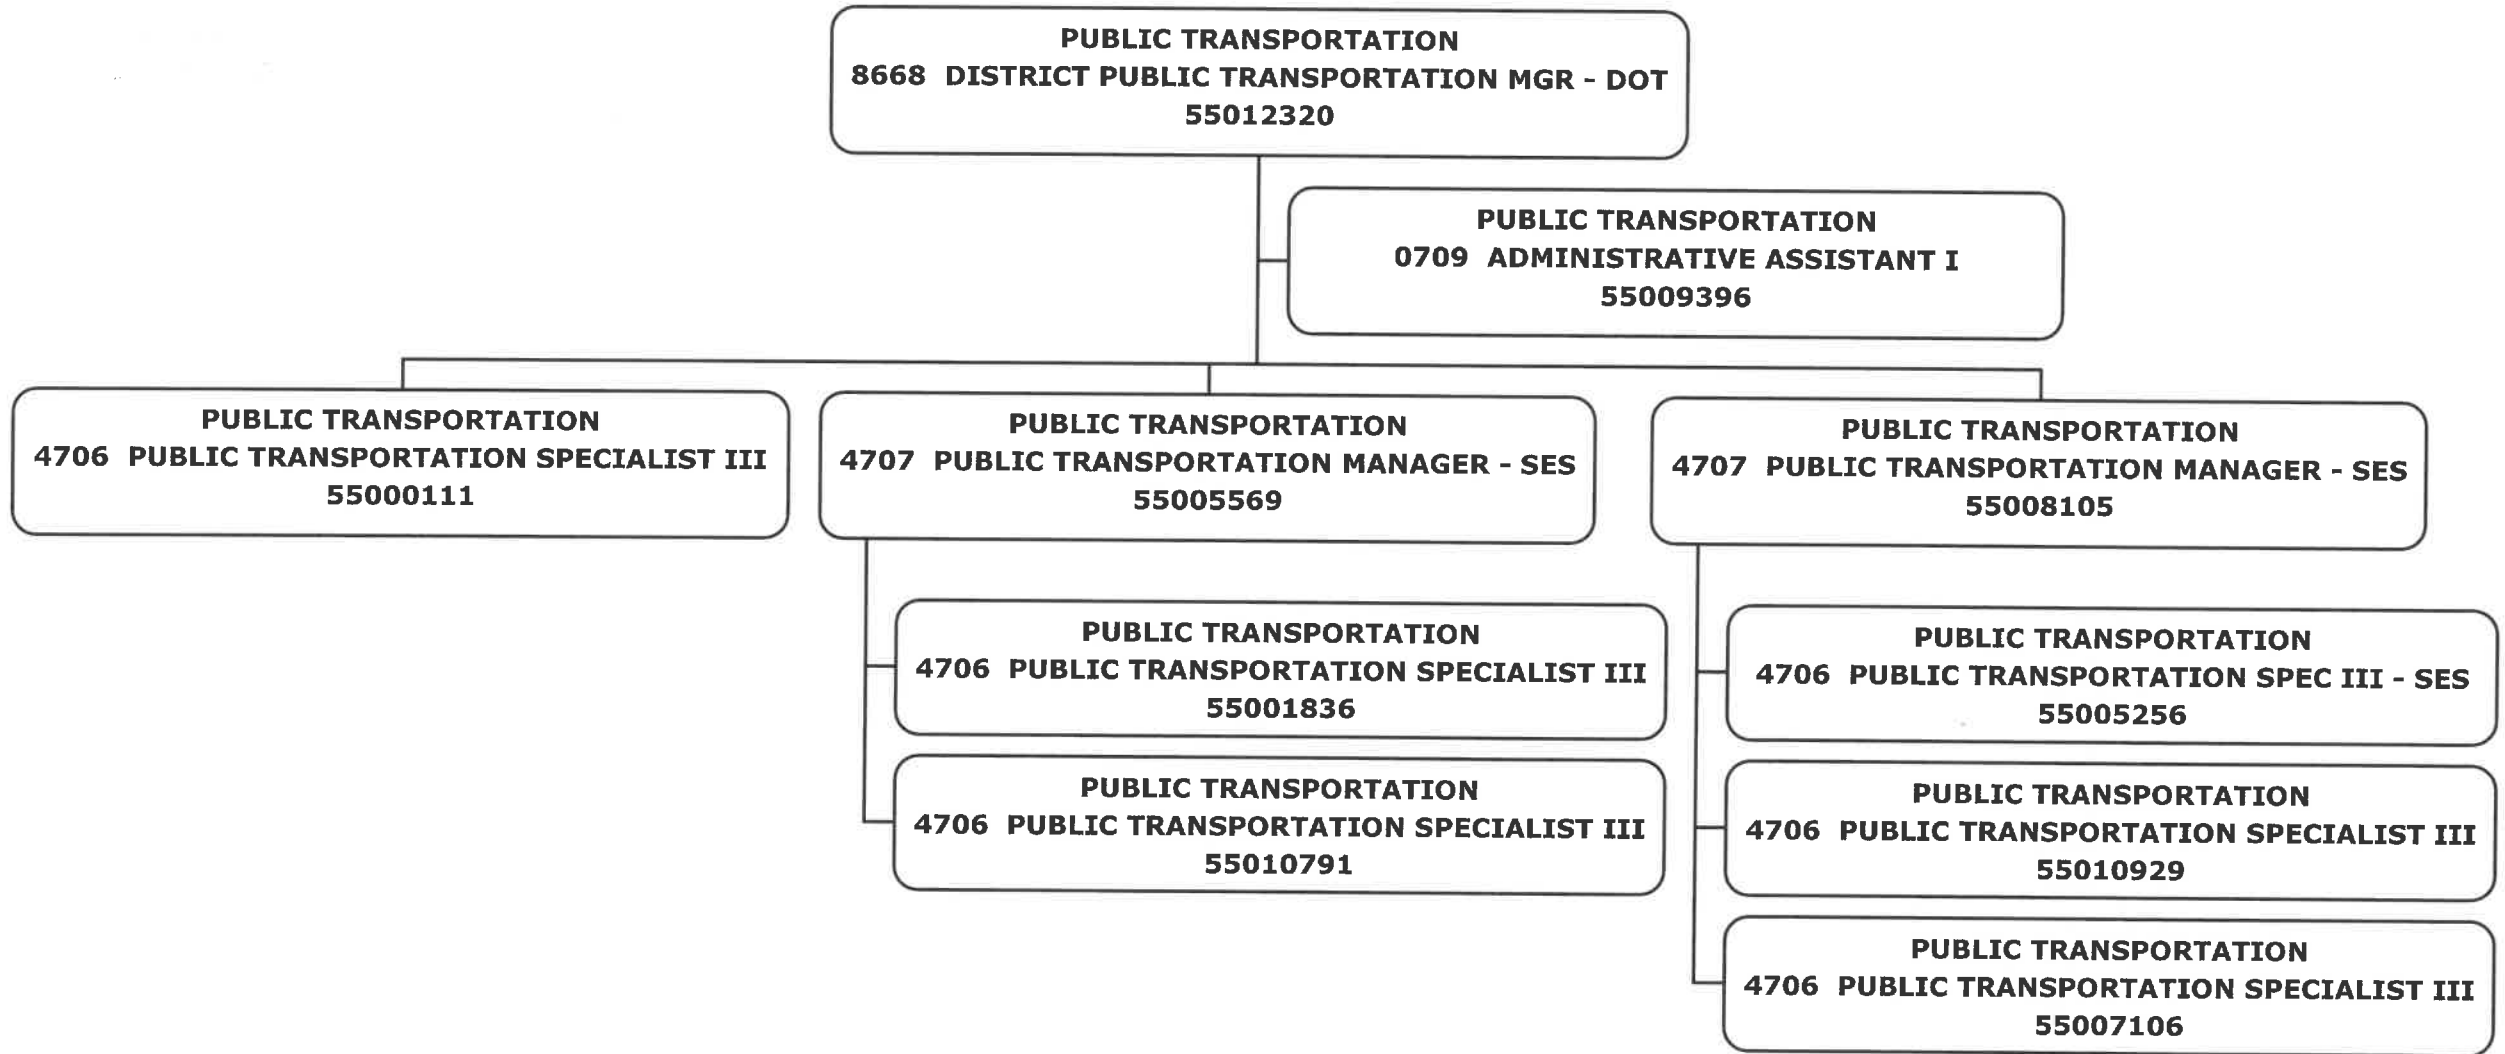 PUBLIC TRANSPORTATION
8668 DISTRICT PUBLIC TRANSPORTATION MGR - DOT
55012320
PUBLIC TRANSPORTATION
0709 ADMINISTRATIVE ASSISTANT I
55009396
PUBLIC TRANSPORTATION
4706 PUBLIC TRANSPORTATION SPECIALIST III
55000111
PUBLIC TRANSPORTATION
4707 PUBLIC TRANSPORTATION MANAGER - SES
55005569
PUBLIC TRANSPORTATION
4707 PUBLIC TRANSPORTATION MANAGER - SES
55008105
PUBLIC TRANSPORTATION
4706 PUBLIC TRANSPORTATION SPECIALIST III
55001836
PUBLIC TRANSPORTATION
4706 PUBLIC TRANSPORTATION SPECIALIST III
55010791
PUBLIC TRANSPORTATION
4706 PUBLIC TRANSPORTATION SPEC III - SES
55005256
PUBLIC TRANSPORTATION
4706 PUBLIC TRANSPORTATION SPECIALIST III
55010929
PUBLIC TRANSPORTATION
4706 PUBLIC TRANSPORTATION SPECIALIST III
55007106